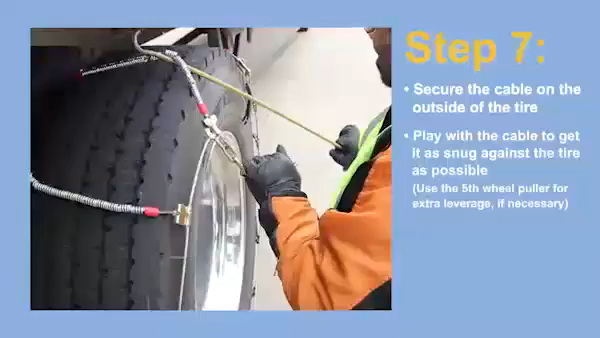 Step 7:
• Secure the cable on the
outside of the tire
• Play with the cable to get
it as snug against the tire
as possible
(Use the 5th wheel puller for
extra leverage, if necessary)